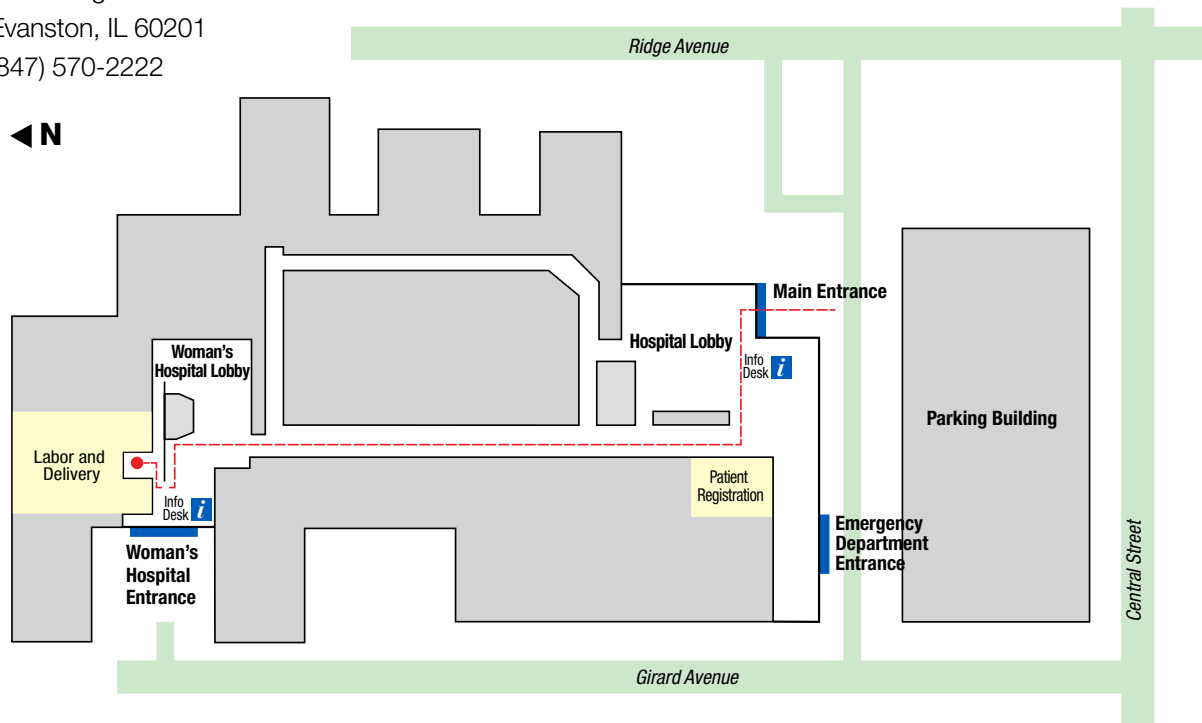 Evanston, IL 60201
847) 570-2222
N
Ridge Avenue
Main Entrance
Hospital Lobby
Info
Desk i
Woman's
Hospital Lobby
Parking Building
Labor and
Delivery
Patient
Registration
Info
Desk i
Emergency
Department
Entrance
Woman's
Hospital
Entrance
Central Street
Girard Avenue